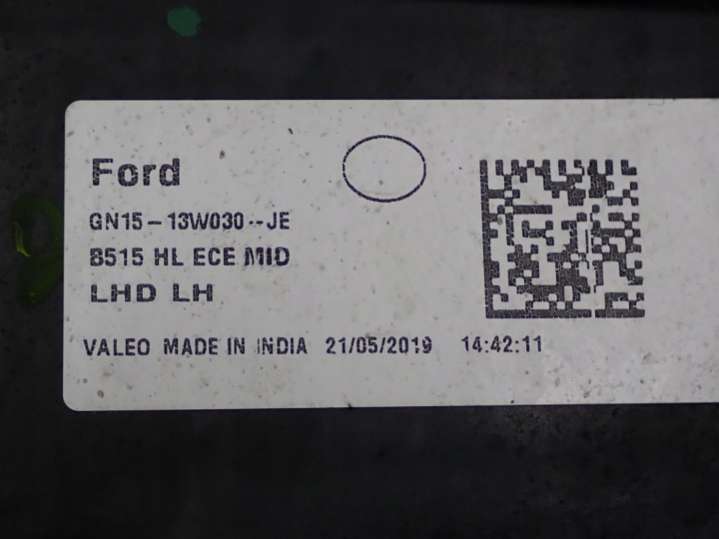 Ford
GN15-13W030--JE
B515 HL ECE MID
LHD LH
VALEO MADE IN INDIA 21/05/2019 14:42:11